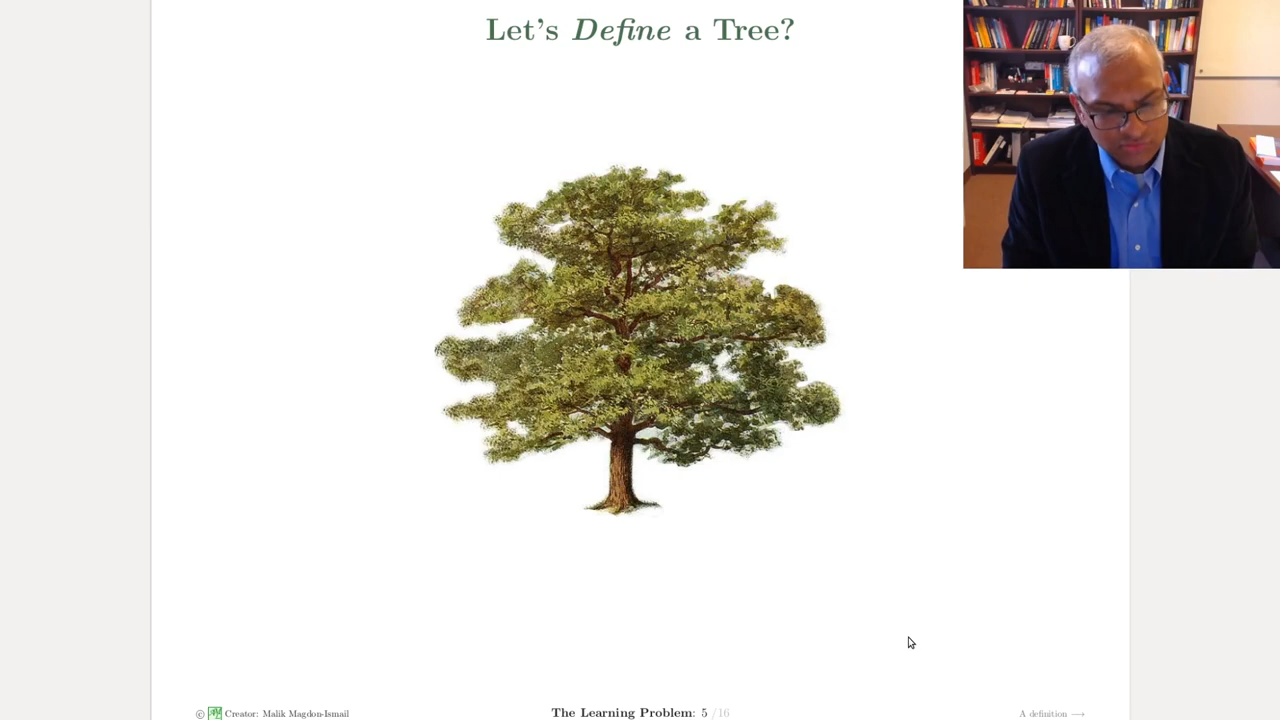 Let's Define a Tree?
© Creator: Malik Magdon-Ismail
The Learning Problem: 5 /16
A definition →